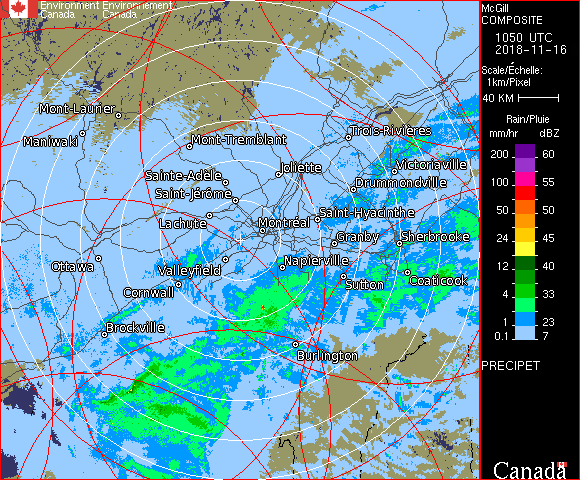 Environment Environnement
Canada Canada
McGill
COMPOSITE
1050 UTC
2018-11-16
Scale/Échelle:
1km/Pixel
40 KM
Rain/Pluie
mm/hr dBZ
200 60
100 55
50 50
24 45
12 40
4 33
1 23
0.1 7
PRECIPET
Canada
Mont-Laurier
Maniwaki
Mont-Tremblant
Trois-Rivières
Victoriaville
Joliette
Sainte-Adèle
Drummondville
Saint-Jérôme
Saint-Hyacinthe
Lachute
Montréal
Granby
Sherbrooke
Ottawa
Valleyfield
Napierville
Coaticook
Sutton
Cornwall
Brockville
Burlington